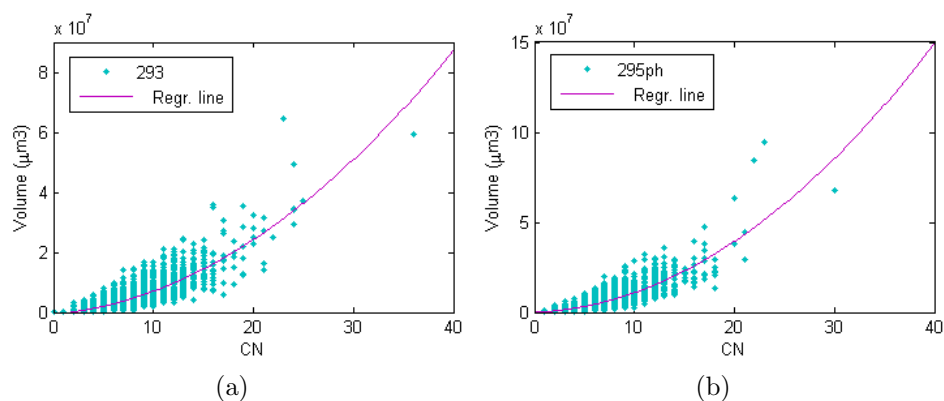 x 10^7
8
6
4
2
0
0
10
20
30
40
Volume (μm3)
CN
293
Regr. line
(a)
x 10^7
15
10
5
0
0
10
20
30
40
Volume (μm3)
CN
295ph
Regr. line
(b)